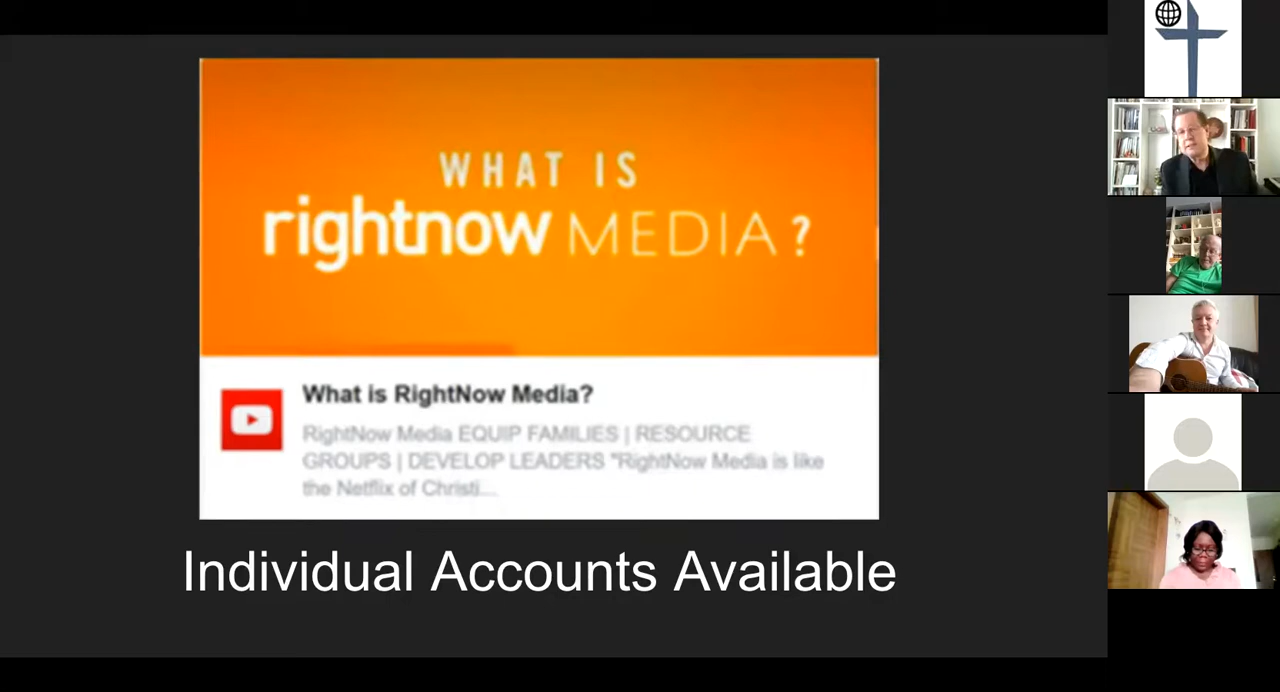 WHAT IS
rightnow MEDIA?
What is RightNow Media?
RightNow Media EQUIP FAMILIES | RESOURCE
GROUPS | DEVELOP LEADERS "RightNow Media is like
the Netflix of Christi...
Individual Accounts Available